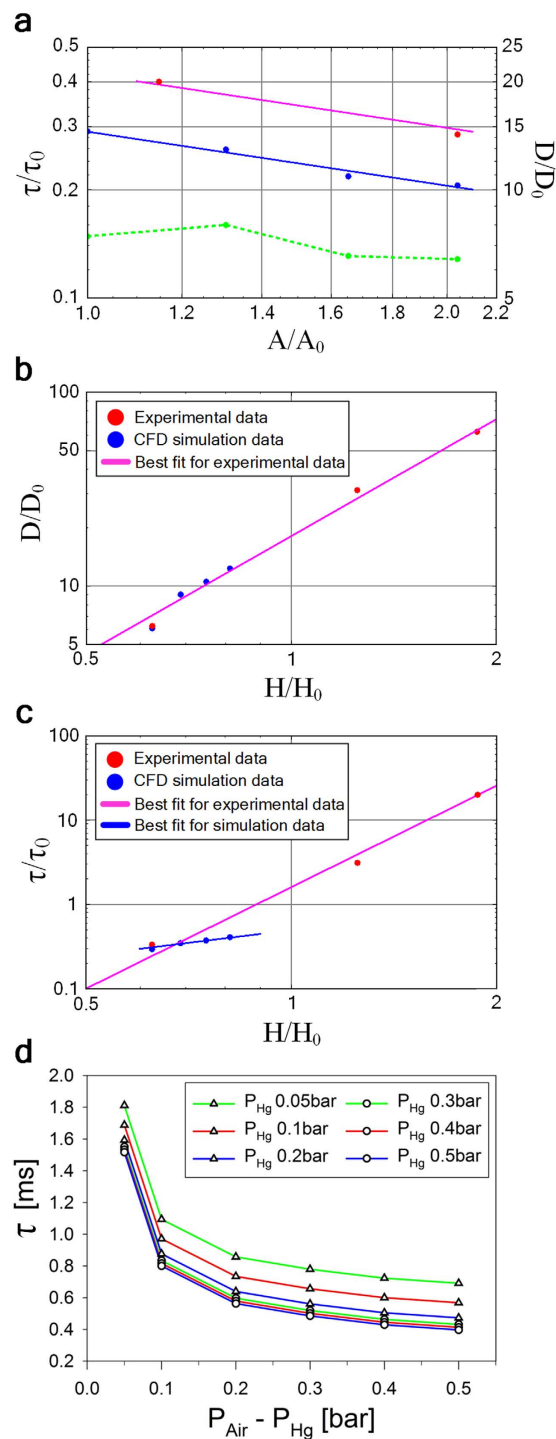 a
0.5
0.4
0.3
0.2
0.1
τ/τ0
25
20
15
10
5
D/D0
1.0
1.2
1.4
1.6
1.8
2.0
2.2
A/A0
b
100
50
10
5
D/D0
Experimental data
CFD simulation data
Best fit for experimental data
0.5
1
2
H/H0
c
100
10
1
0.1
τ/τ0
Experimental data
CFD simulation data
Best fit for experimental data
Best fit for simulation data
0.5
1
2
H/H0
d
2.0
1.8
1.6
1.4
1.2
1.0
0.8
0.6
0.4
0.2
τ [ms]
PHg 0.05bar
PHg 0.3bar
PHg 0.1bar
PHg 0.4bar
PHg 0.2bar
PHg 0.5bar
0.0
0.1
0.2
0.3
0.4
0.5
PAir - PHg [bar]